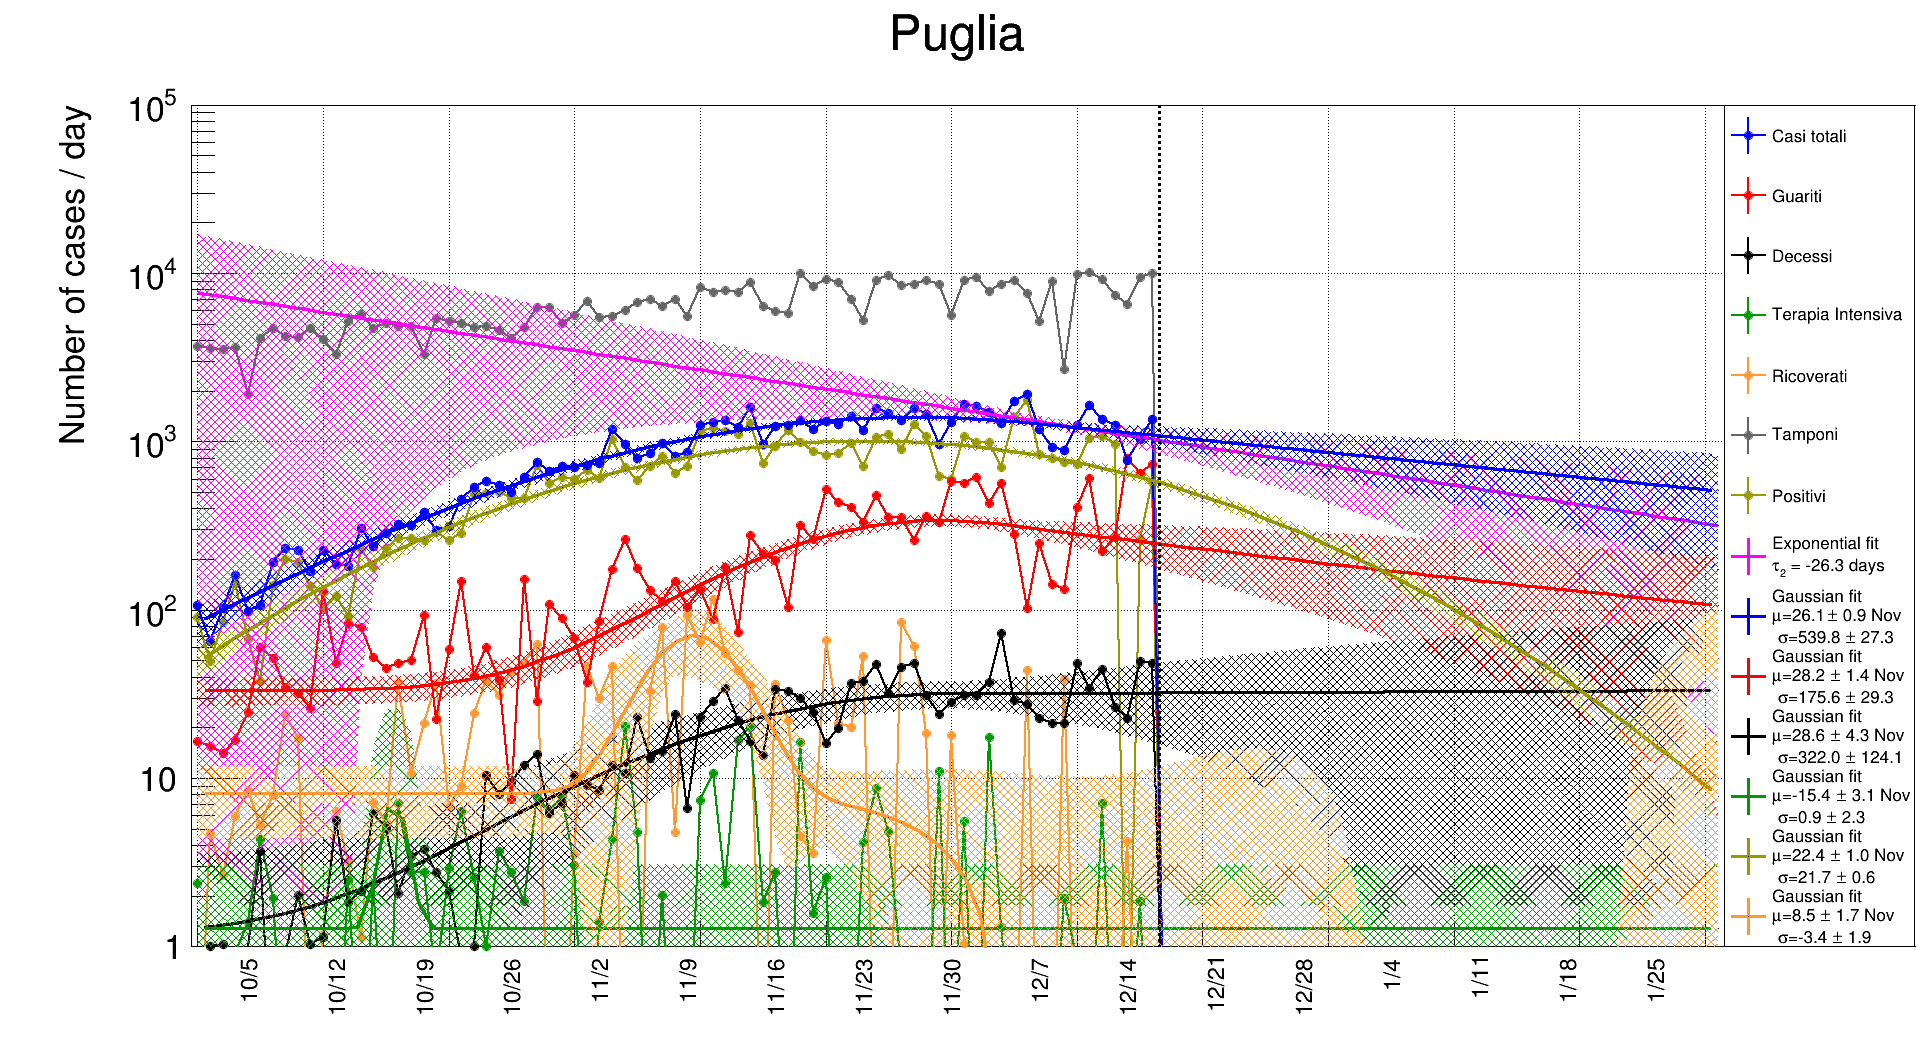 Puglia
Number of cases / day
10^5
10^4
10^3
10^2
10
1
10/5
10/12
10/19
10/26
11/2
11/9
11/16
11/23
11/30
12/7
12/14
12/21
12/28
1/4
1/11
1/18
1/25
Casi totali
Guariti
Decessi
Terapia Intensiva
Ricoverati
Tamponi
Positivi
Exponential fit
τ2 = -26.3 days
Gaussian fit
μ=26.1 ± 0.9 Nov
σ=539.8 ± 27.3
Gaussian fit
μ=28.2 ± 1.4 Nov
σ=175.6 ± 29.3
Gaussian fit
μ=28.6 ± 4.3 Nov
σ=322.0 ± 124.1
Gaussian fit
μ=-15.4 ± 3.1 Nov
σ=0.9 ± 2.3
Gaussian fit
μ=22.4 ± 1.0 Nov
σ=21.7 ± 0.6
Gaussian fit
μ=8.5 ± 1.7 Nov
σ=-3.4 ± 1.9